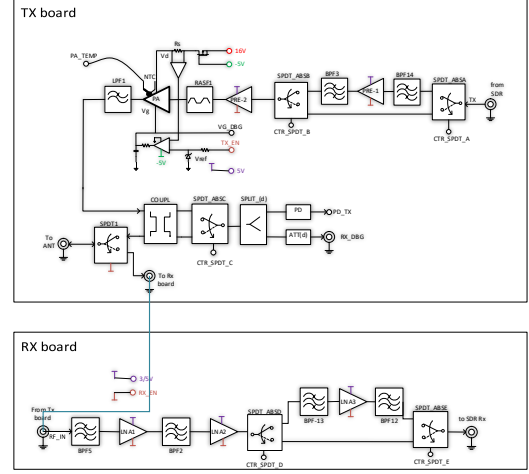 TX board
Rs
16V
-5V
PA_TEMP
Vd
NTC
LPF1
PA
RASF1
PRE-2
SPDT_ABSB
BPF3
PRE-1
BPF14
SPDT_ABSA
from
SDR
TX
Vg
VG_DBG
CTR_SPDT_B
CTR_SPDT_A
TX_EN
Vref
-5V
5V
COUPL
SPDT_ABSC
SPLIT_(d)
PD
PD_TX
SPDT1
To
ANT
ATT(d)
RX_DBG
CTR_SPDT_C
To Rx
board
RX board
3/5V
RX_EN
From Tx
board
RF_IN
BPF5
LNA1
BPF2
LNA2
SPDT_ABSD
BPF-13
LNA3
BPF12
SPDT_ABSE
to SDR Rx
CTR_SPDT_D
CTR_SPDT_E